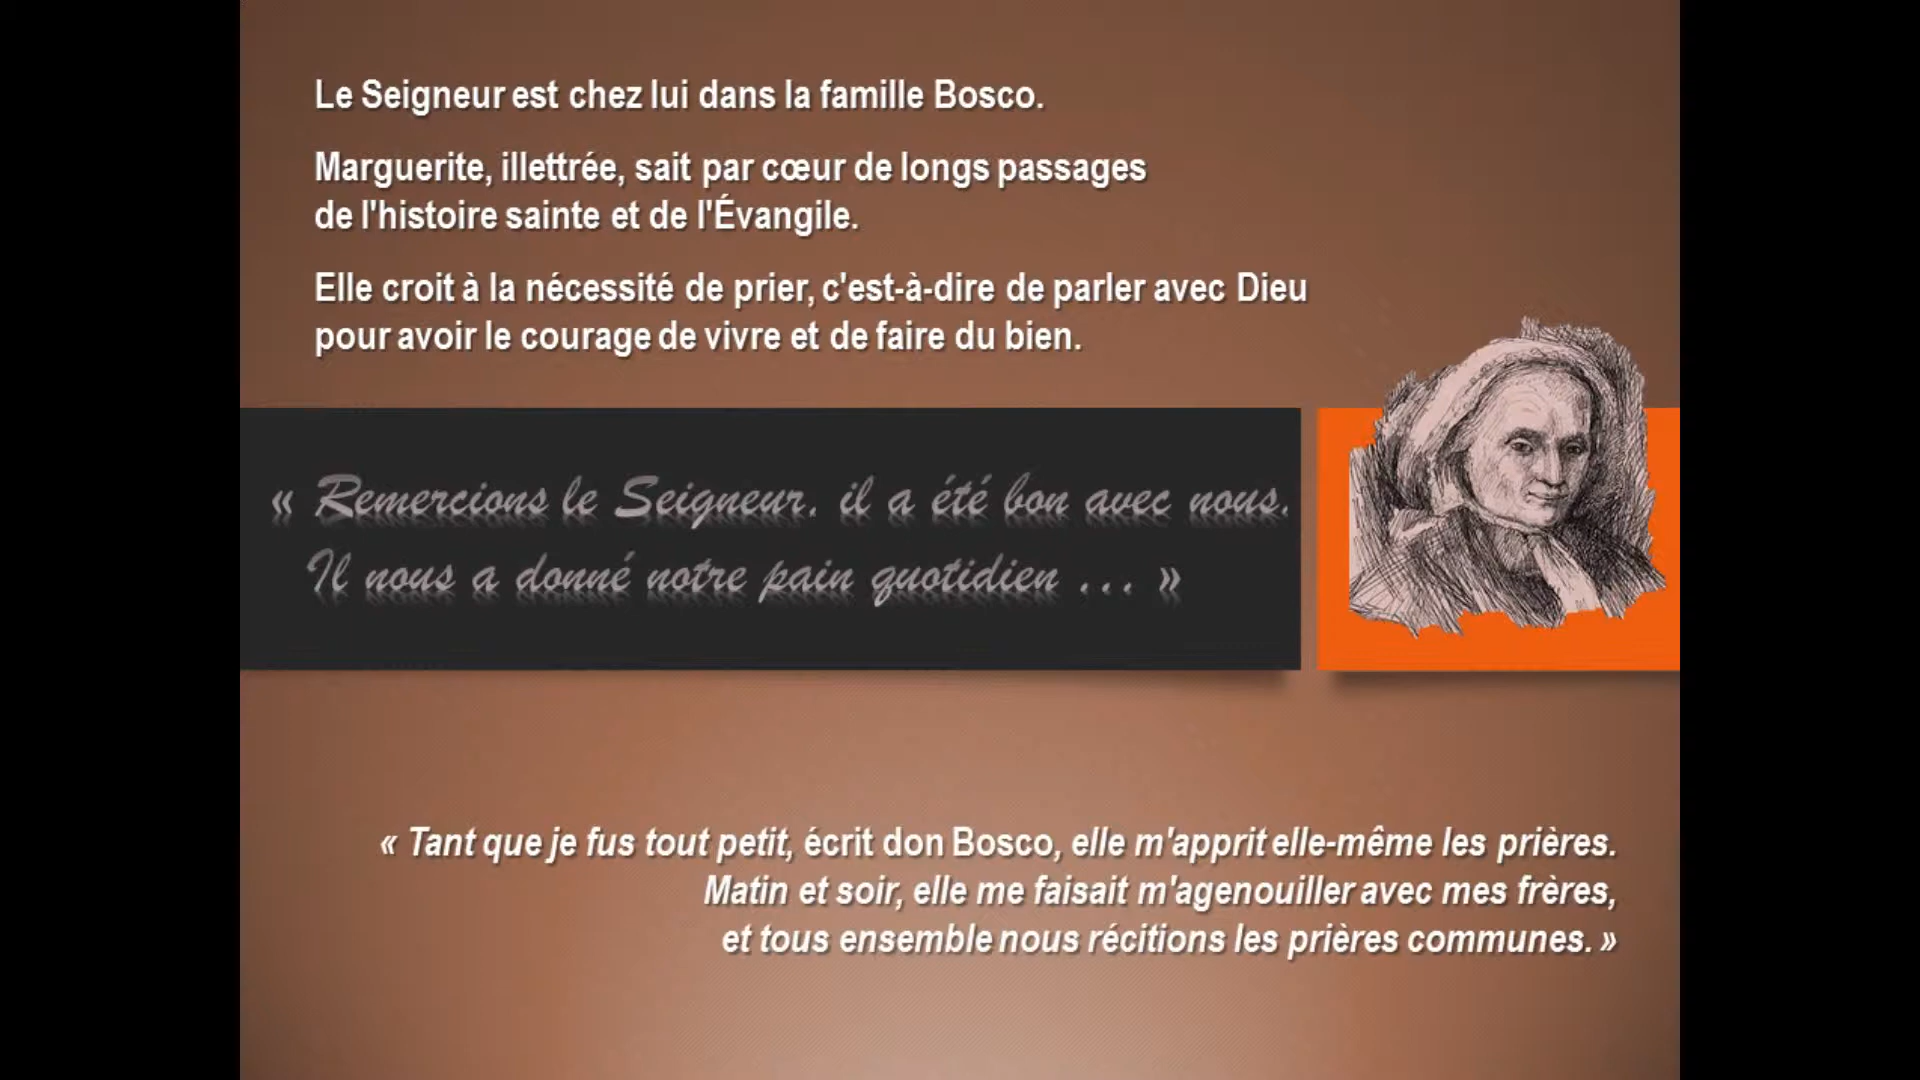 Le Seigneur est chez lui dans la famille Bosco.
Marguerite, illettrée, sait par cœur de longs passages
de l'histoire sainte et de l'Évangile.
Elle croit à la nécessité de prier, c'est-à-dire de parler avec Dieu
pour avoir le courage de vivre et de faire du bien.
« Remercions le Seigneur. il a été bon avec nous.
Il nous a donné notre pain quotidien ... »
« Tant que je fus tout petit, écrit don Bosco, elle m'apprit elle-même les prières.
Matin et soir, elle me faisait m'agenouiller avec mes frères,
et tous ensemble nous récitions les prières communes. »